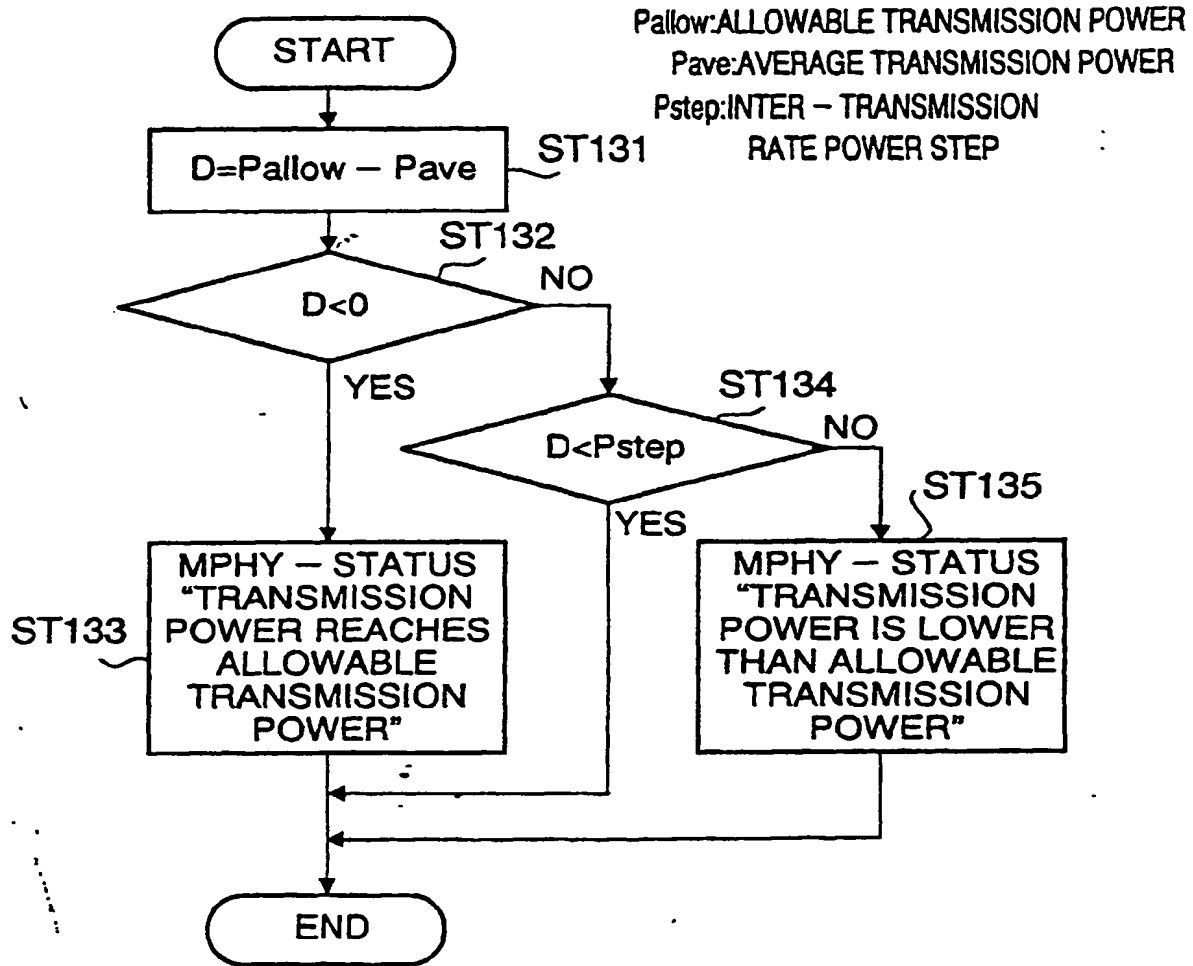 Pallow:ALLOWABLE TRANSMISSION POWER
Pave:AVERAGE TRANSMISSION POWER
Pstep:INTER – TRANSMISSION
RATE POWER STEP
START
D=Pallow – Pave
ST131
ST132
D<0
NO
YES
ST134
D<Pstep
NO
YES
ST135
ST133
MPHY – STATUS
“TRANSMISSION
POWER REACHES
ALLOWABLE
TRANSMISSION
POWER”
MPHY – STATUS
“TRANSMISSION
POWER IS LOWER
THAN ALLOWABLE
TRANSMISSION
POWER”
END